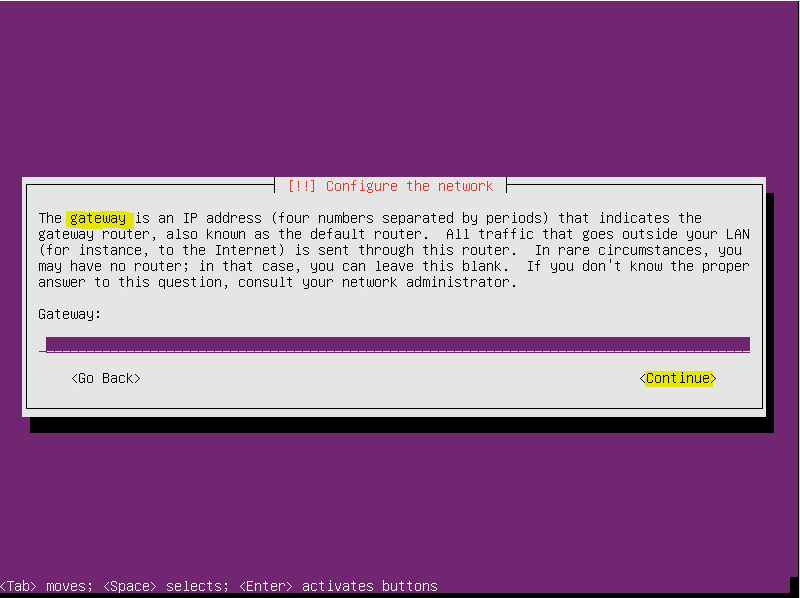 [!!] Configure the network
The gateway is an IP address (four numbers separated by periods) that indicates the
gateway router, also known as the default router.  All traffic that goes outside your LAN
(for instance, to the Internet) is sent through this router.  In rare circumstances, you
may have no router; in that case, you can leave this blank.  If you don't know the proper
answer to this question, consult your network administrator.
Gateway:
<Go Back> <Continue>
<Tab> moves; <Space> selects; <Enter> activates buttons